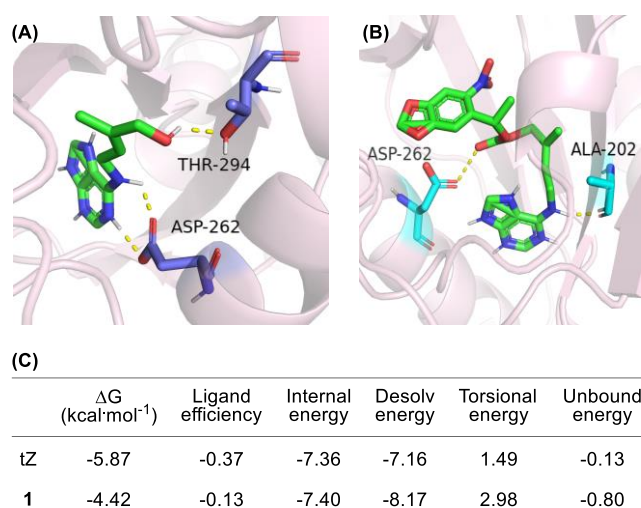 (A)
THR-294
ASP-262
(B)
ASP-262
ALA-202
(C)
ΔG Ligand Internal Desolv Torsional Unbound
(kcal·mol⁻¹) efficiency energy energy energy energy
tZ -5.87 -0.37 -7.36 -7.16 1.49 -0.13
1 -4.42 -0.13 -7.40 -8.17 2.98 -0.80